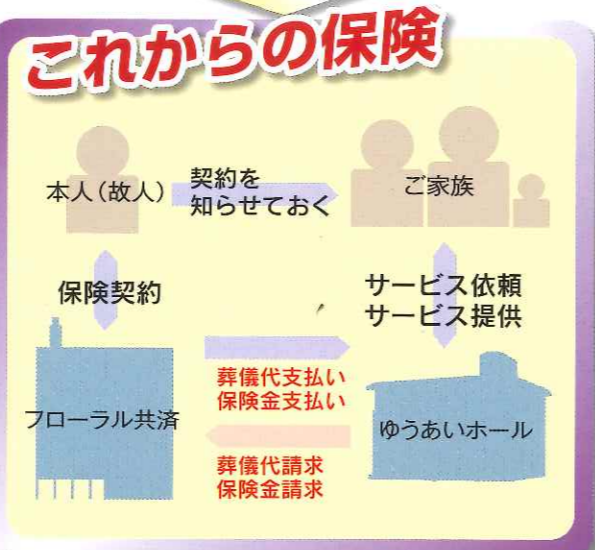 これからの保険
本人（故人）
契約を
知らせておく
ご家族
保険契約
サービス依頼
サービス提供
フローラル共済
葬儀代支払い
保険金支払い
ゆうあいホール
葬儀代請求
保険金請求